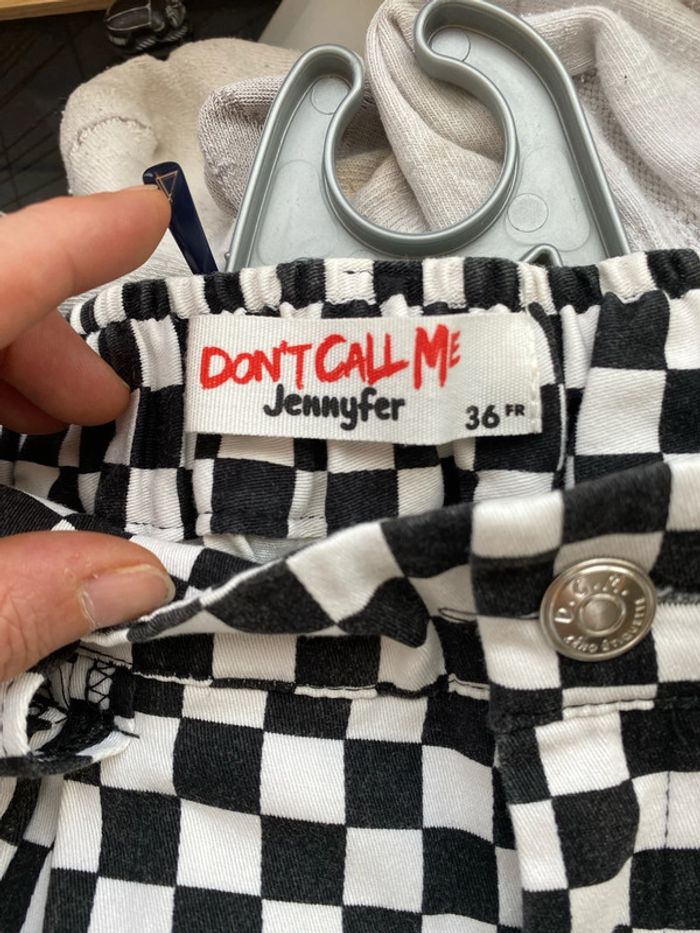 DON'T CALL ME
Jennyfer
36 FR
D.C.J.